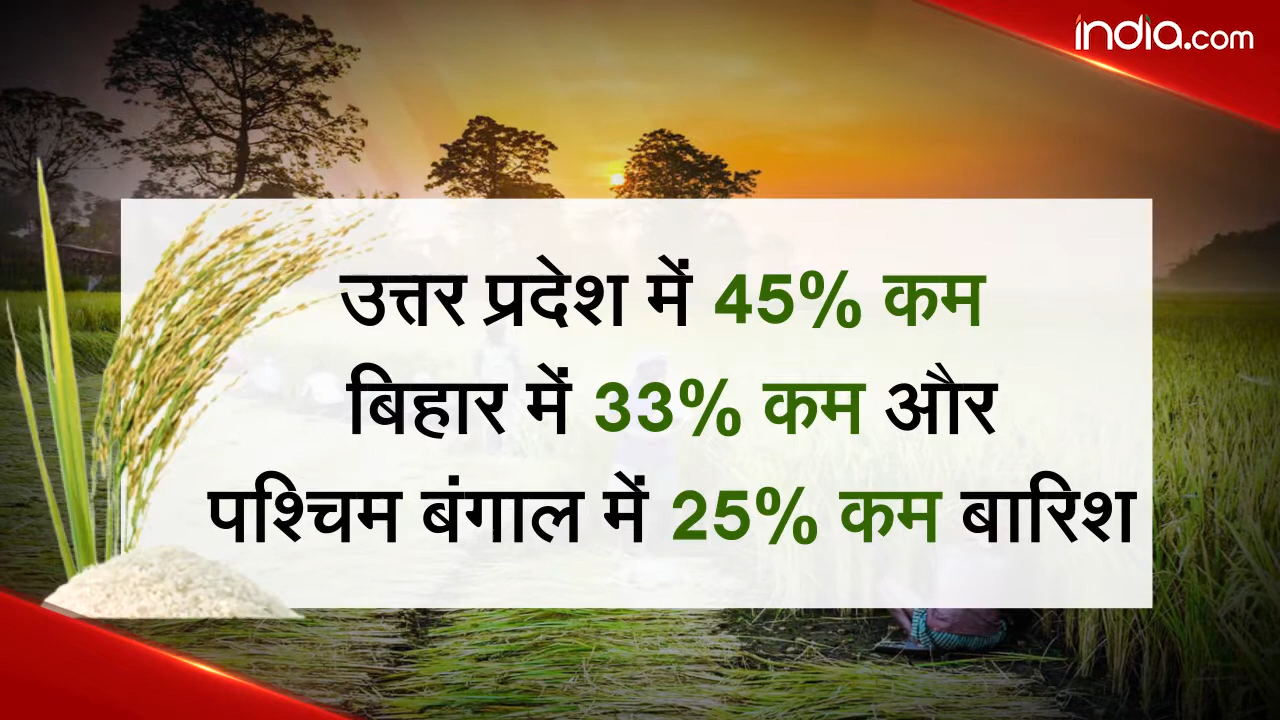 india.com
उत्तर प्रदेश में 45% कम
बिहार में 33% कम और
पश्चिम बंगाल में 25% कम बारिश